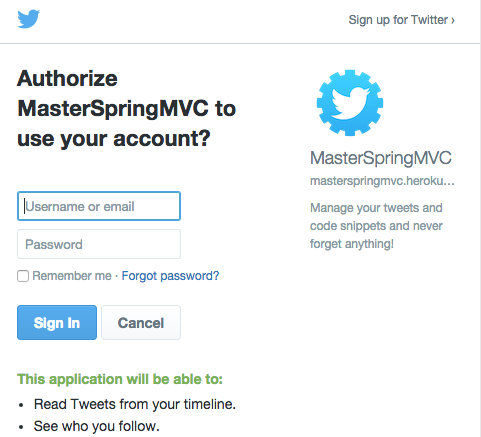 Sign up for Twitter ›
Authorize
MasterSpringMVC to
use your account?
Username or email
Password
Remember me · Forgot password?
Sign In
Cancel
This application will be able to:
• Read Tweets from your timeline.
• See who you follow.
MasterSpringMVC
masterspringmvc.heroku...
Manage your tweets and
code snippets and never
forget anything!